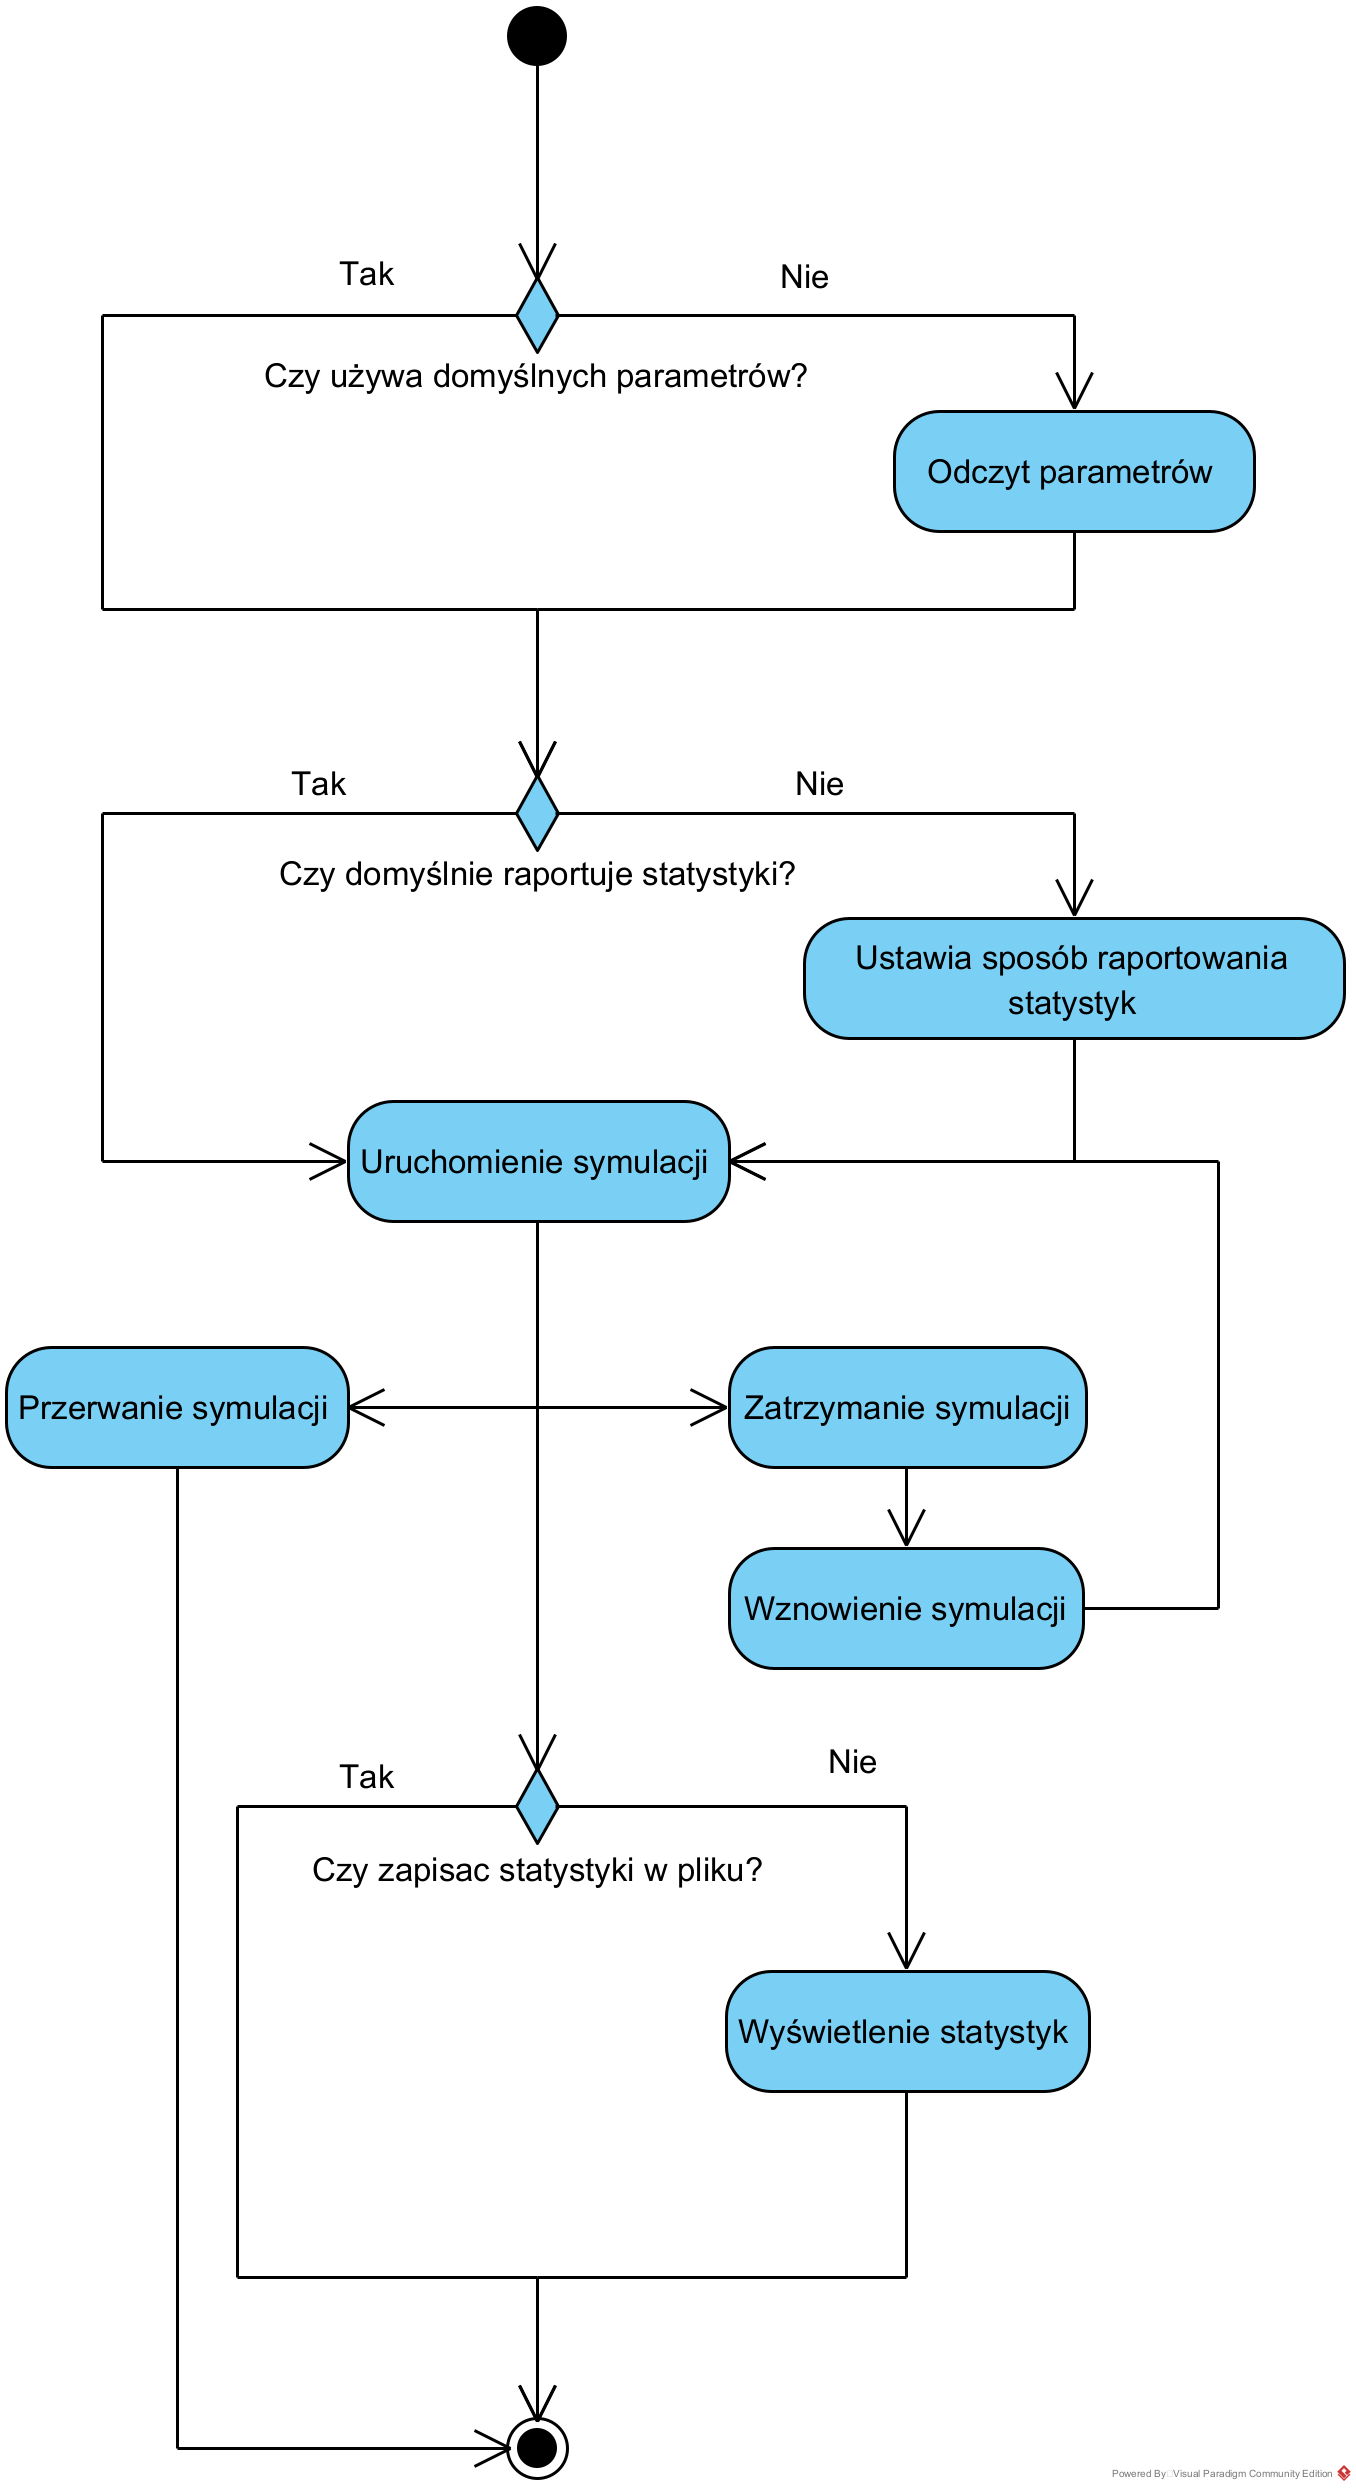 Tak
Nie
Czy używa domyślnych parametrów?
Odczyt parametrów
Tak
Nie
Czy domyślnie raportuje statystyki?
Ustawia sposób raportowania
statystyk
Uruchomienie symulacji
Przerwanie symulacji
Zatrzymanie symulacji
Wznowienie symulacji
Tak
Nie
Czy zapisac statystyki w pliku?
Wyświetlenie statystyk
Powered By Visual Paradigm Community Edition